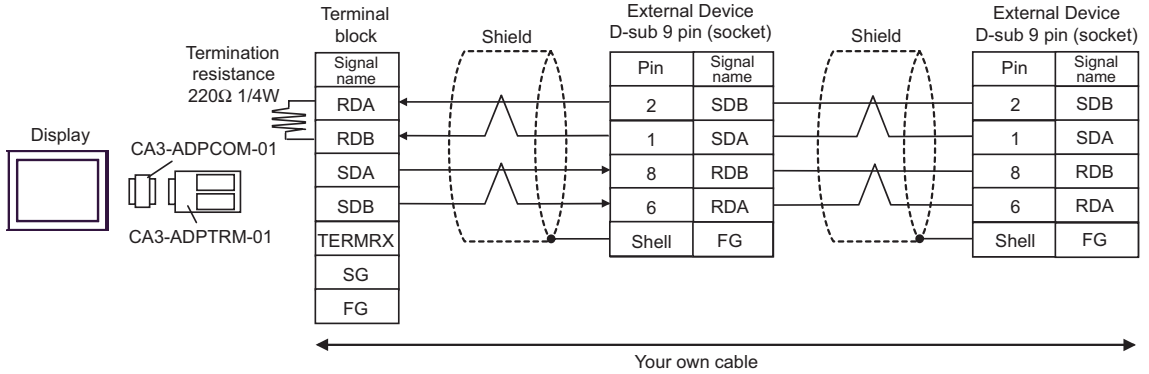 Display
CA3-ADPCOM-01
CA3-ADPTRM-01
Termination
resistance
220Ω 1/4W
Terminal
block
Signal
name
RDA
RDB
SDA
SDB
TERMRX
SG
FG
Shield
External Device
D-sub 9 pin (socket)
Pin Signal
name
2 SDB
1 SDA
8 RDB
6 RDA
Shell FG
Shield
External Device
D-sub 9 pin (socket)
Pin Signal
name
2 SDB
1 SDA
8 RDB
6 RDA
Shell FG
Your own cable